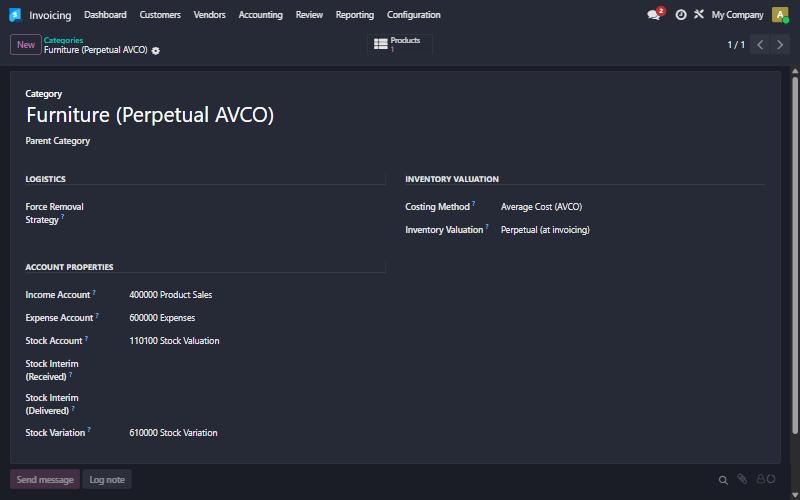 Invoicing Dashboard Customers Vendors Accounting Review Reporting Configuration 2 My Company A
New Categories Products 1 / 1
Furniture (Perpetual AVCO) 1
Category
Furniture (Perpetual AVCO)
Parent Category
LOGISTICS
Force Removal
Strategy ?
INVENTORY VALUATION
Costing Method ? Average Cost (AVCO)
Inventory Valuation ? Perpetual (at invoicing)
ACCOUNT PROPERTIES
Income Account ? 400000 Product Sales
Expense Account ? 600000 Expenses
Stock Account ? 110100 Stock Valuation
Stock Interim
(Received) ?
Stock Interim
(Delivered) ?
Stock Variation ? 610000 Stock Variation
Send message Log note 0